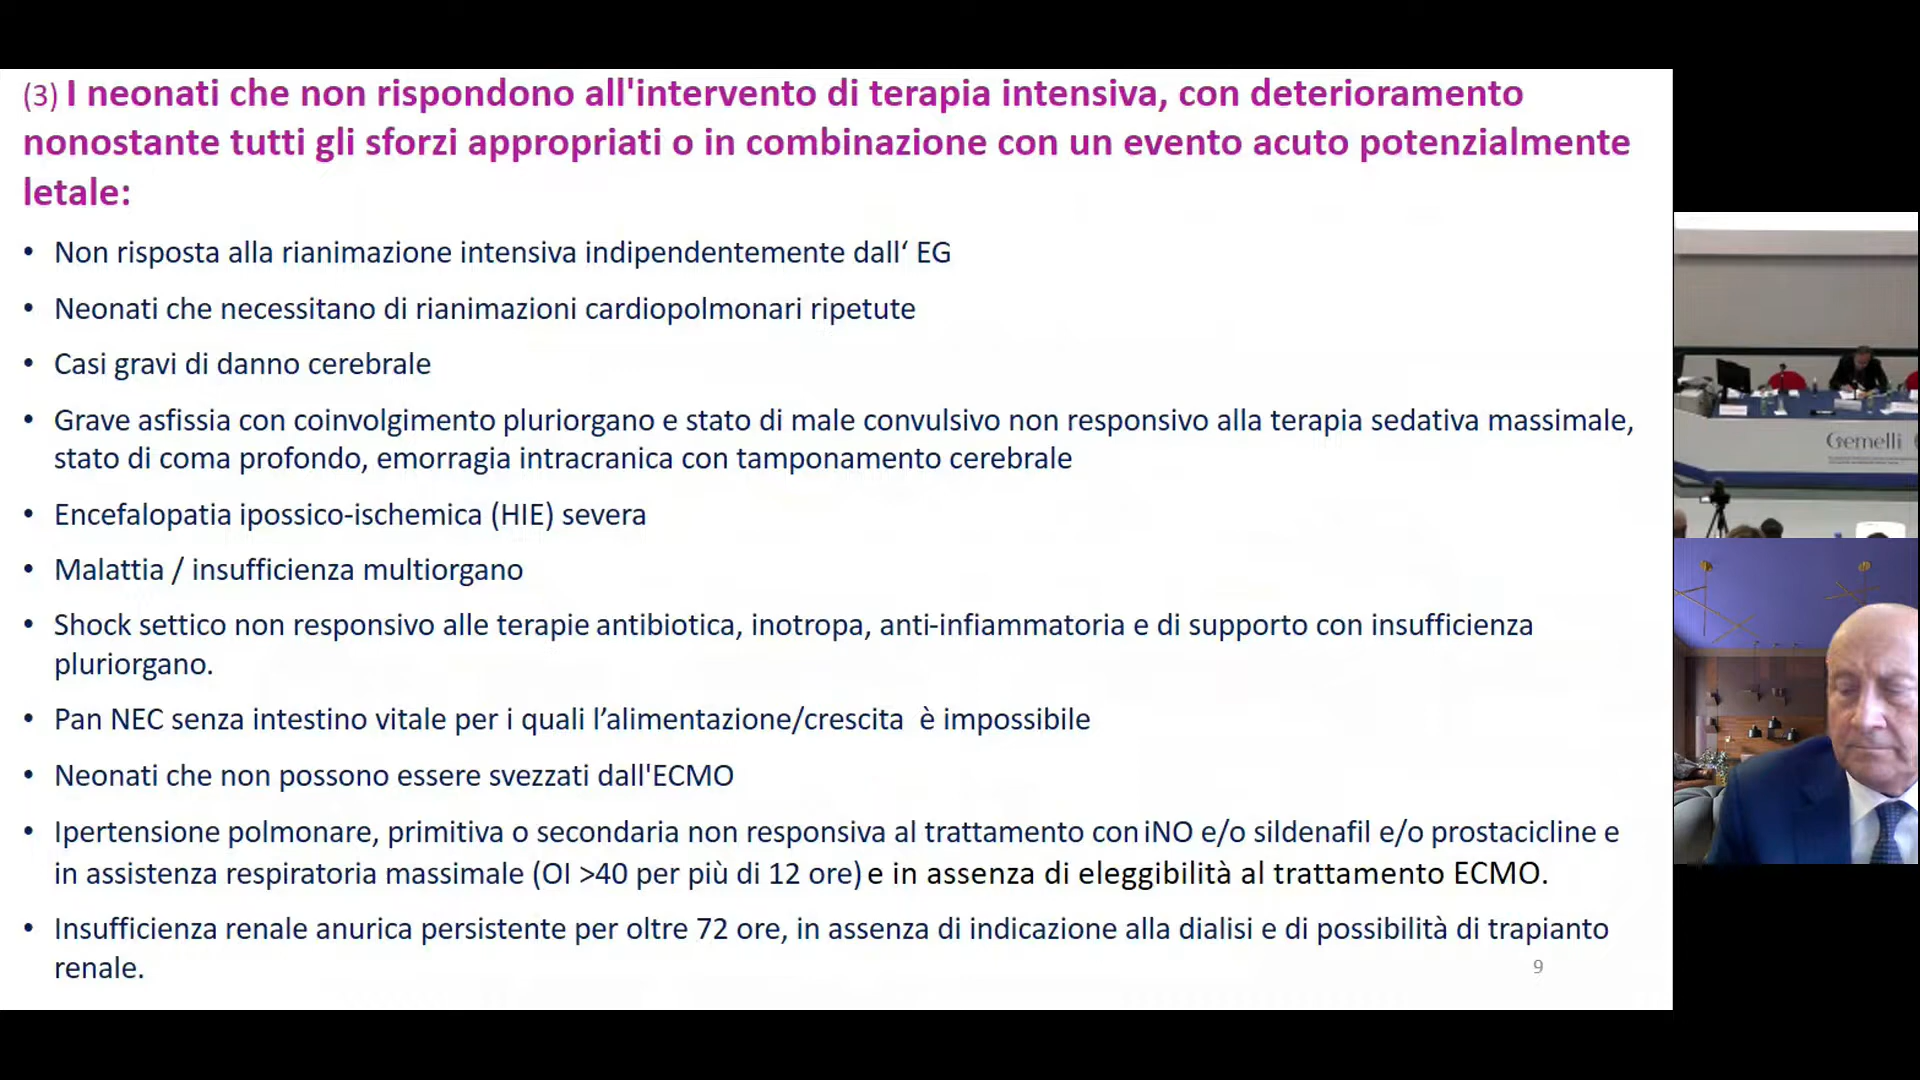 (3) I neonati che non rispondono all'intervento di terapia intensiva, con deterioramento
nonostante tutti gli sforzi appropriati o in combinazione con un evento acuto potenzialmente
letale:
• Non risposta alla rianimazione intensiva indipendentemente dall‘ EG
• Neonati che necessitano di rianimazioni cardiopolmonari ripetute
• Casi gravi di danno cerebrale
• Grave asfissia con coinvolgimento pluriorgano e stato di male convulsivo non responsivo alla terapia sedativa massimale,
stato di coma profondo, emorragia intracranica con tamponamento cerebrale
• Encefalopatia ipossico-ischemica (HIE) severa
• Malattia / insufficienza multiorgano
• Shock settico non responsivo alle terapie antibiotica, inotropa, anti-infiammatoria e di supporto con insufficienza
pluriorgano.
• Pan NEC senza intestino vitale per i quali l’alimentazione/crescita è impossibile
• Neonati che non possono essere svezzati dall'ECMO
• Ipertensione polmonare, primitiva o secondaria non responsiva al trattamento con iNO e/o sildenafil e/o prostacicline e
in assistenza respiratoria massimale (OI >40 per più di 12 ore) e in assenza di eleggibilità al trattamento ECMO.
• Insufficienza renale anurica persistente per oltre 72 ore, in assenza di indicazione alla dialisi e di possibilità di trapianto
renale.
9
Gemelli